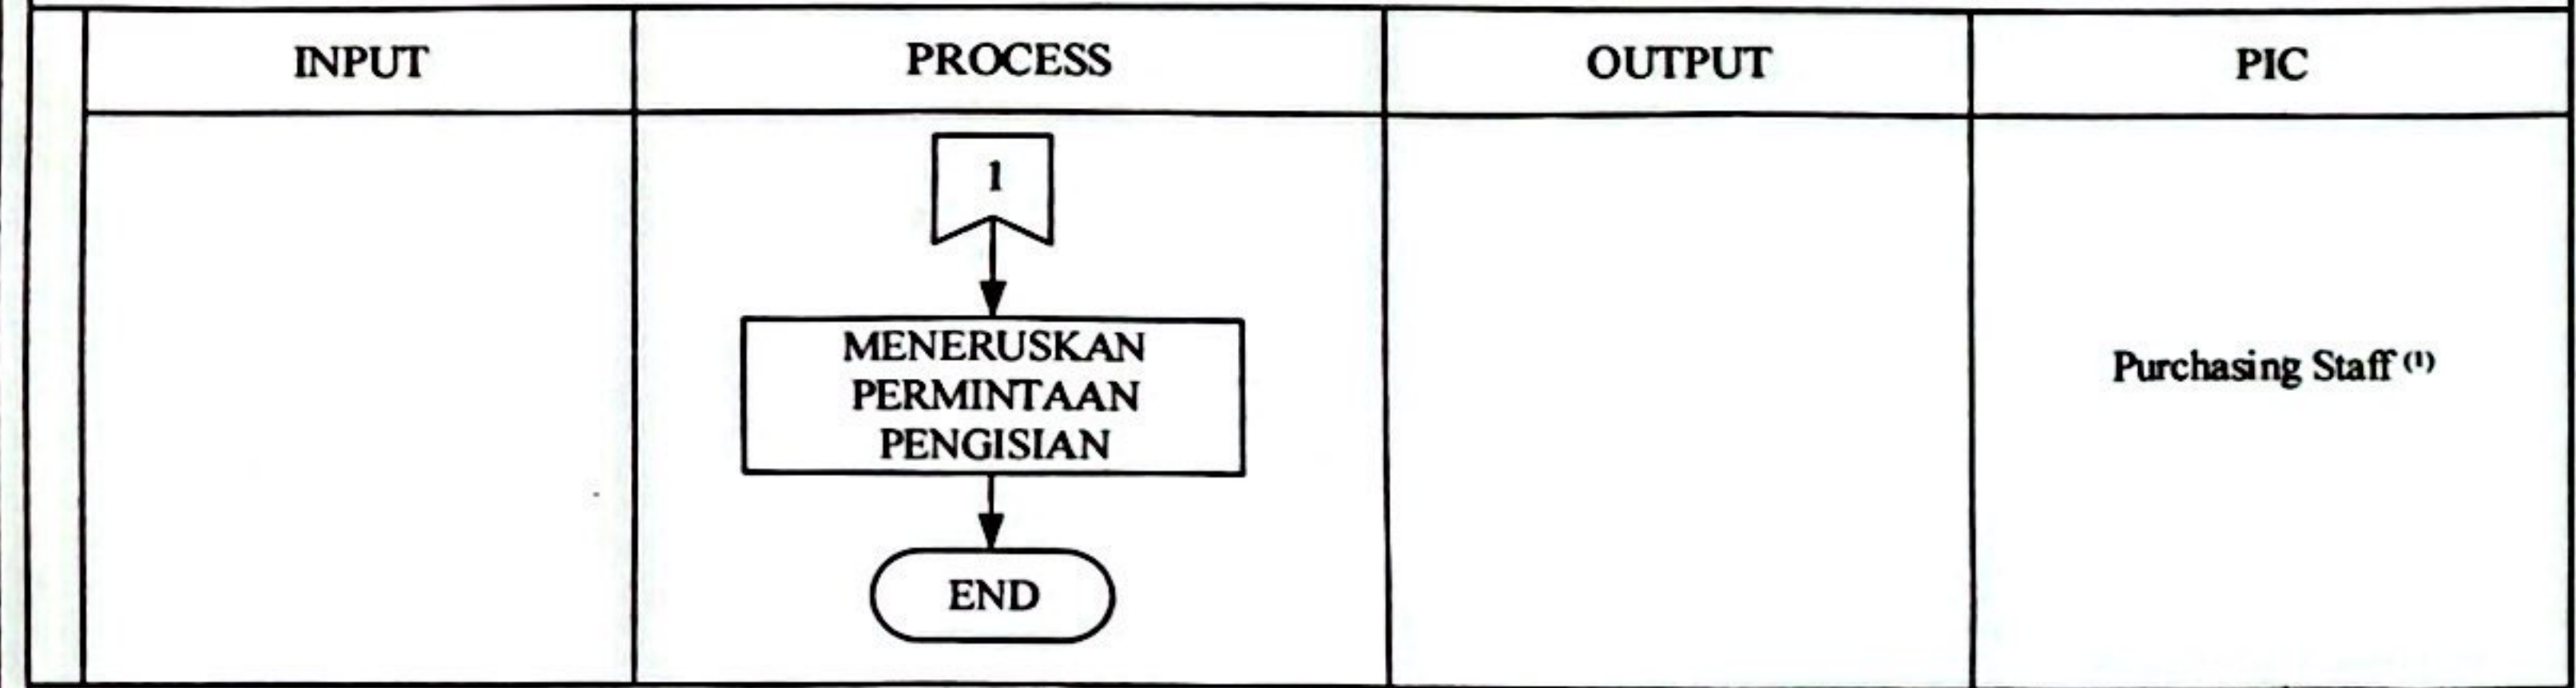 INPUT
PROCESS
OUTPUT
PIC
1
MENERUSKAN
PERMINTAAN
PENGISIAN
Purchasing Staff ⁽¹⁾
END